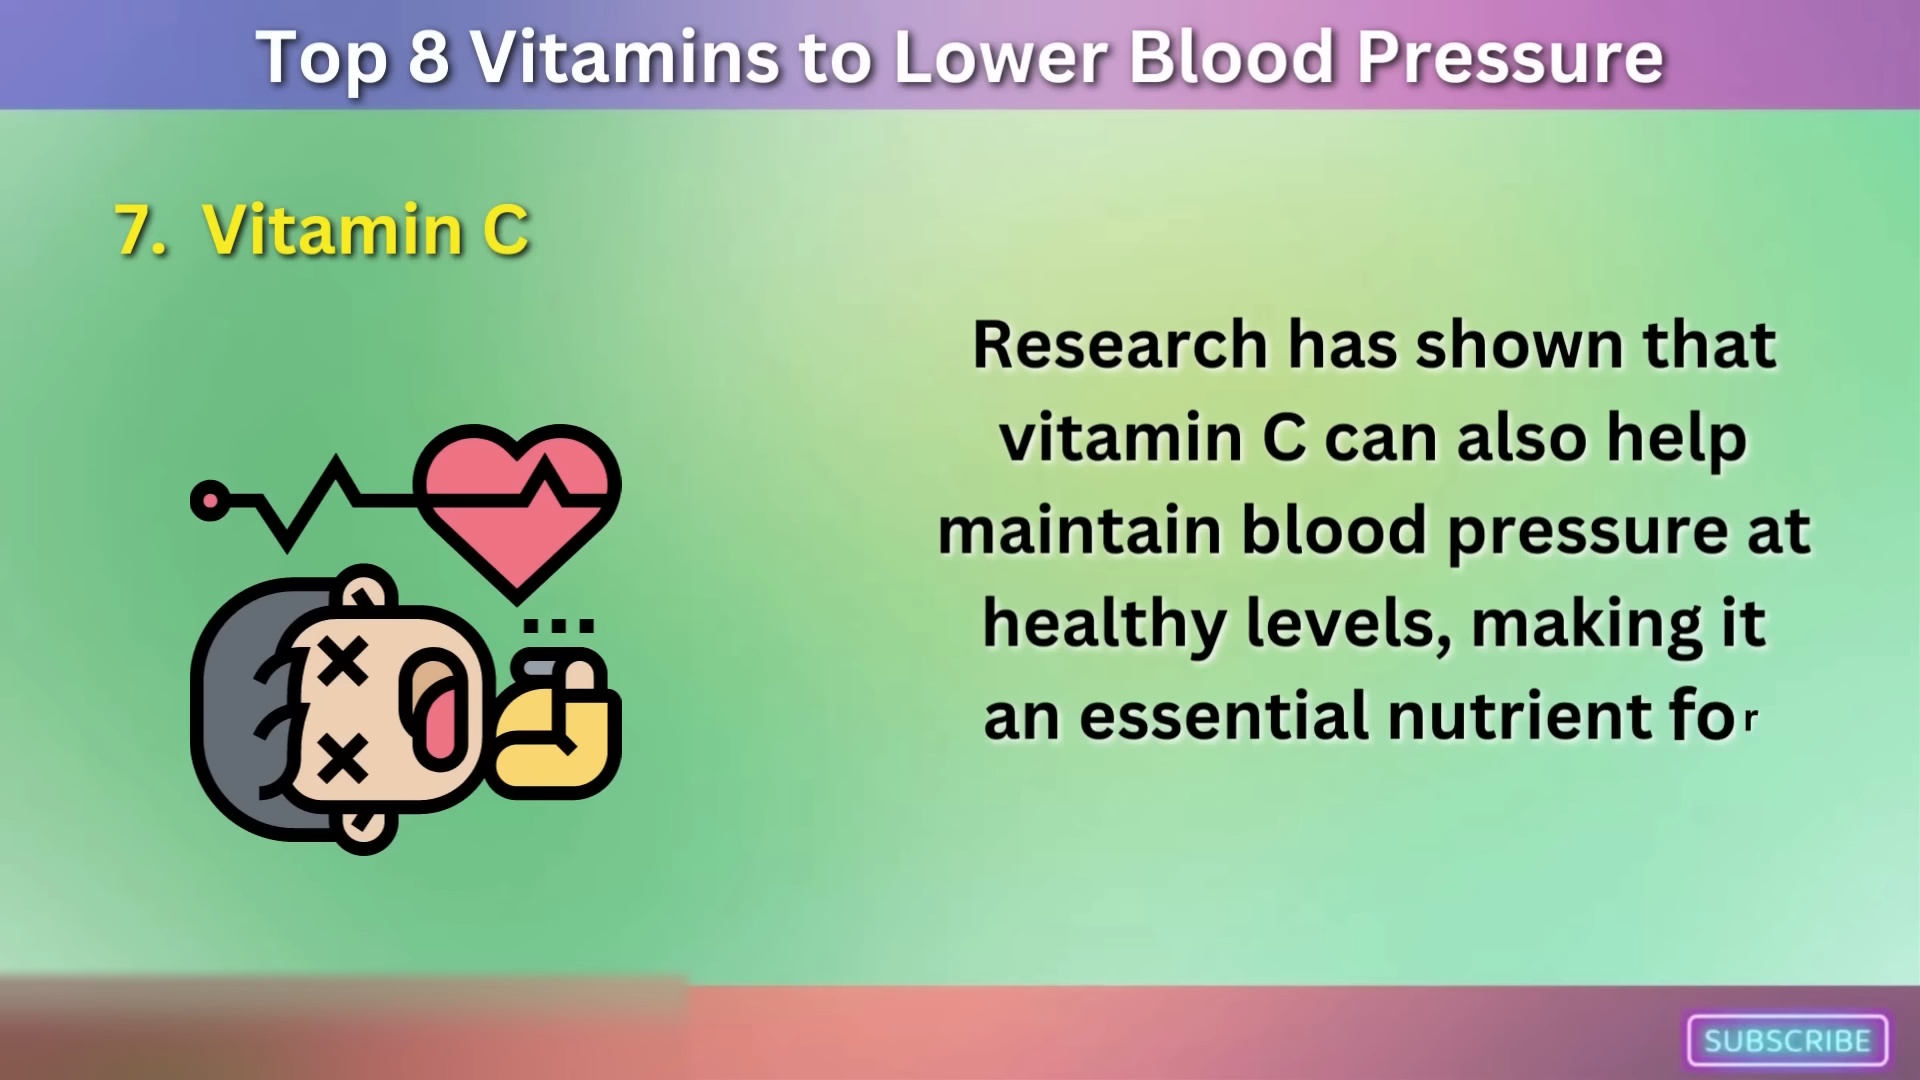 Top 8 Vitamins to Lower Blood Pressure
7. Vitamin C
Research has shown that
vitamin C can also help
maintain blood pressure at
healthy levels, making it
an essential nutrient for
SUBSCRIBE